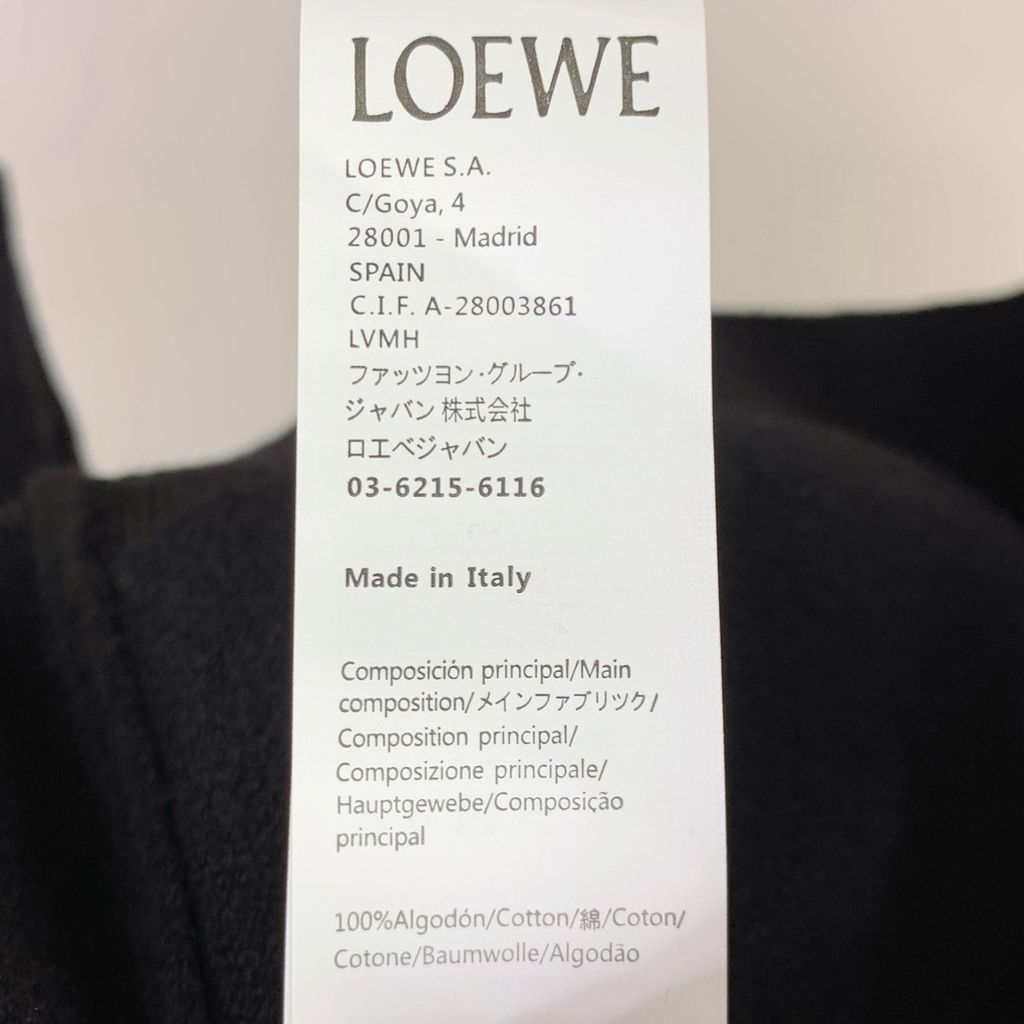 LOEWE
LOEWE S.A.
C/Goya, 4
28001 - Madrid
SPAIN
C.I.F. A-28003861
LVMH
ファッツヨン·グループ·
ジャバン 株式会社
ロエベジャバン
03-6215-6116
Made in Italy
Composición principal/Main
composition/メインファブリツク/
Composition principal/
Composizione principale/
Hauptgewebe/Composição
principal
100%Algodón/Cotton/綿/Coton/
Cotone/Baumwolle/Algodão